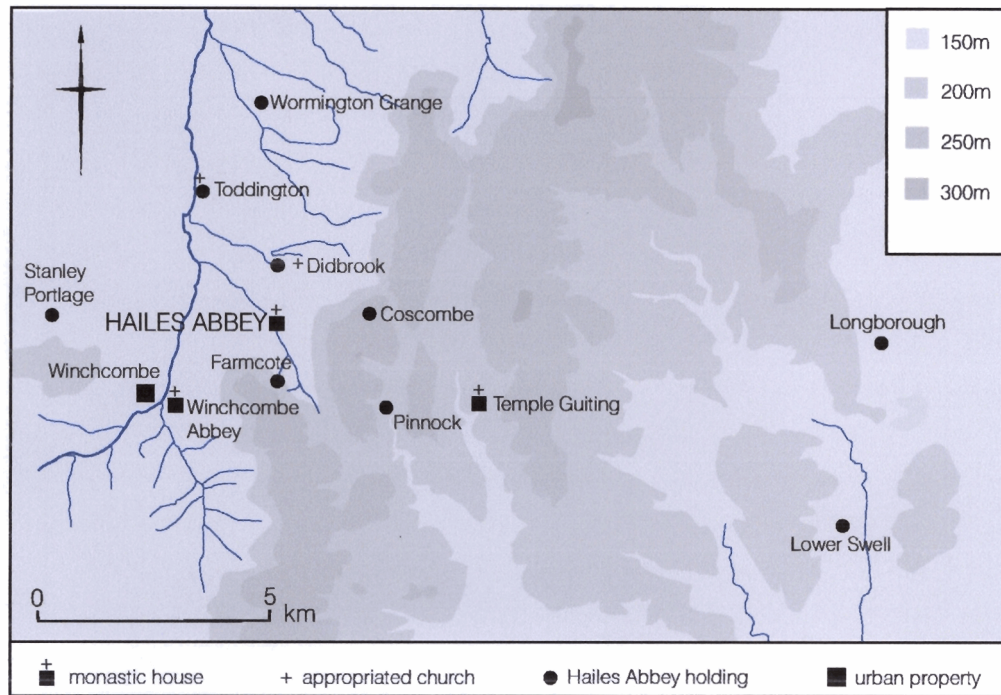 150m
200m
250m
300m
Wormington Grange
Toddington
Didbrook
Stanley
Portlage
HAILES ABBEY
Coscombe
Longborough
Winchcombe
Farmcote
Winchcombe
Abbey
Pinnock
Temple Guiting
Lower Swell
0 5
km
monastic house
appropriated church
Hailes Abbey holding
urban property